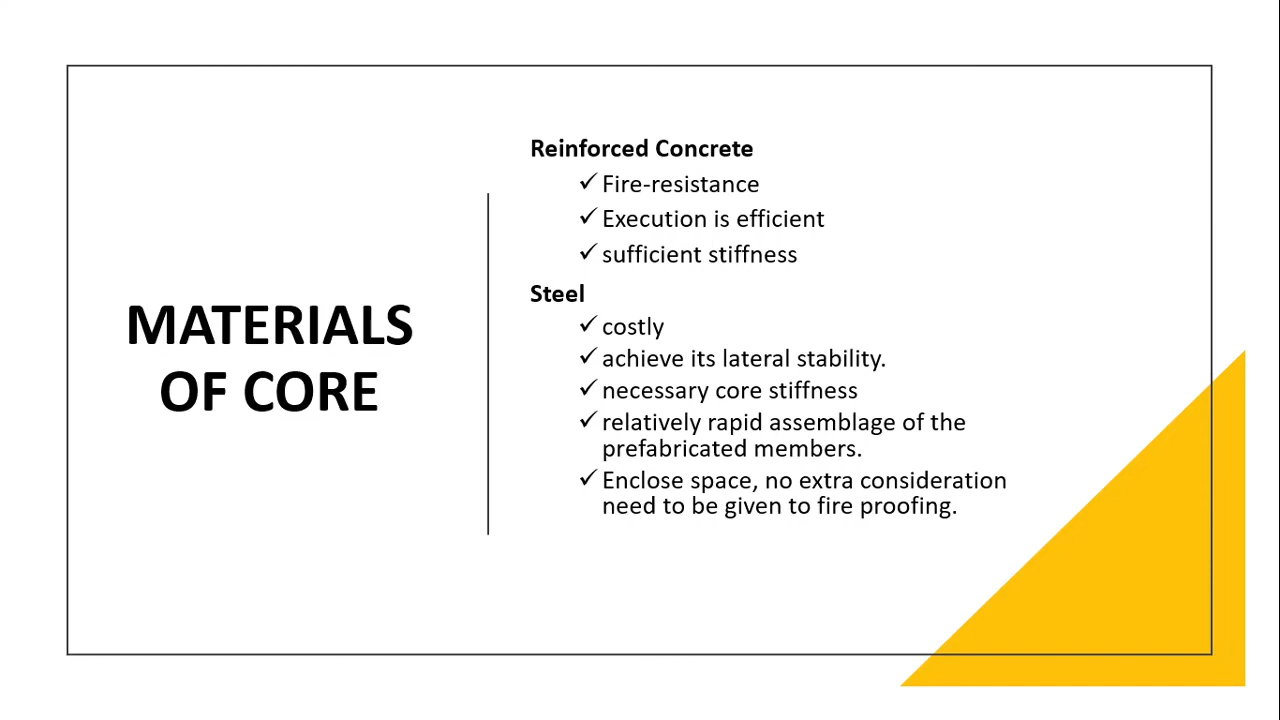 MATERIALS
OF CORE
Reinforced Concrete
✓ Fire-resistance
✓ Execution is efficient
✓ sufficient stiffness
Steel
✓ costly
✓ achieve its lateral stability.
✓ necessary core stiffness
✓ relatively rapid assemblage of the
prefabricated members.
✓ Enclose space, no extra consideration
need to be given to fire proofing.